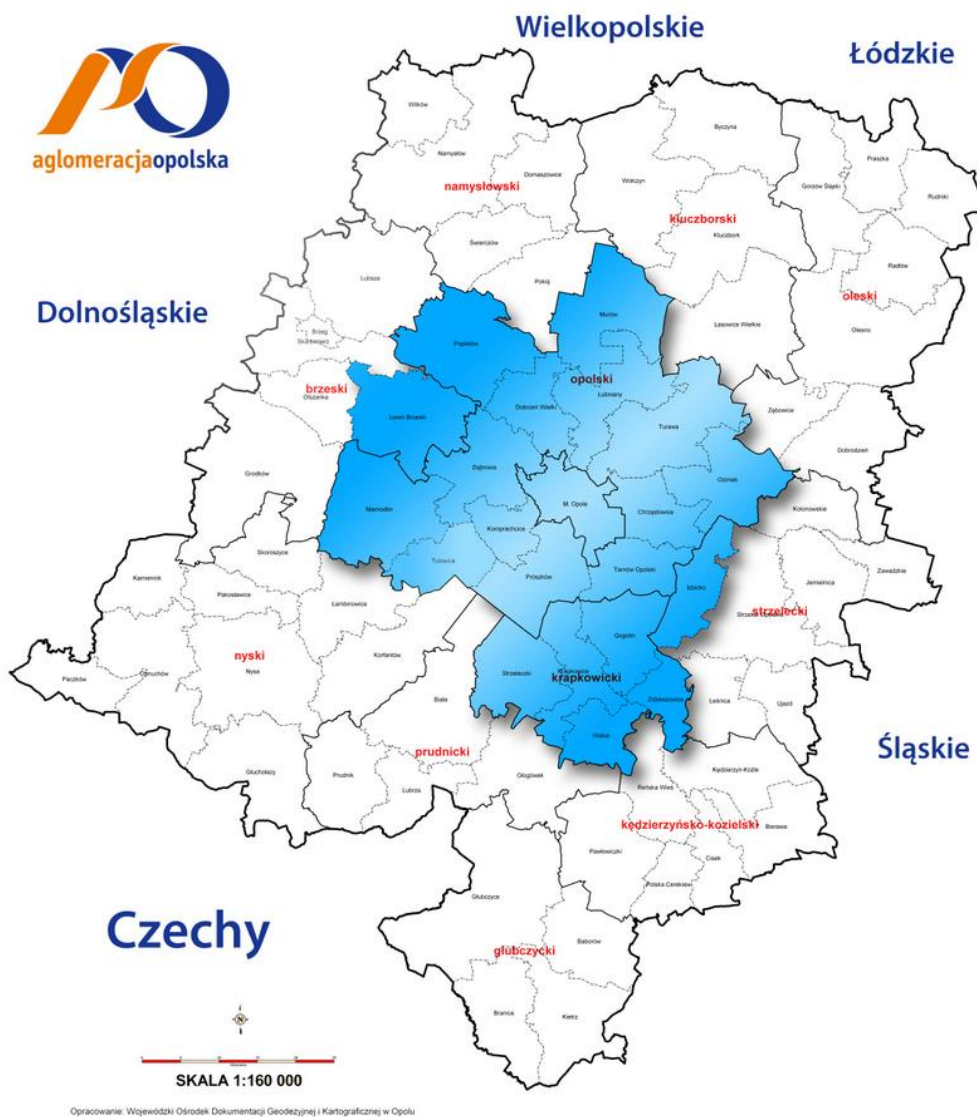 Wielkopolskie
Łódzkie
aglomeracjaopolska
Wilków
Byczyna
Namysłów
Praszka
Domaszowice
namysłowski
Wołczyn
Gorzów Śląski
Rudniki
kluczborski
Kluczbork
Świerczów
Radłów
Lubsza
Pokój
oleski
Dolnośląskie
Murów
Lasowice Wielkie
Olesno
Brzeg
Skarbimierz
Popielów
opolski
brzeski
Olszanka
Łubniany
Dobrzeń Wielki
Zębowice
Lewin Brzeski
Turawa
Dobrodzień
Grodków
Dąbrowa
Ozimek
Niemodlin
M. Opole
Chrząstowice
Kolonowskie
Komprachcice
Skoroszyce
Tułowice
Prószków
Tarnów Opolski
Kamiennik
Zawadzkie
Jemielnica
Izbicko
Pakosławice
Łambinowice
strzelecki
Gogolin
nyski
Korfantów
Nysa
Strzeleczki
krapkowicki
Paczków
Otmuchów
Biała
Zdzieszowice
Leśnica
Ujazd
Walce
prudnicki
Śląskie
Głuchołazy
Prudnik
Głogówek
Kędzierzyn-Koźle
Lubrza
Reńska Wieś
kędzierzyńsko-kozielski
Bierawa
Pawłowiczki
Cisek
Polska Cerekiew
Głubczyce
Czechy
Baborów
głubczycki
Branice
Kietrz
N
SKALA 1:160 000
Opracowanie: Wojewódzki Ośrodek Dokumentacji Geodezyjnej i Kartograficznej w Opolu